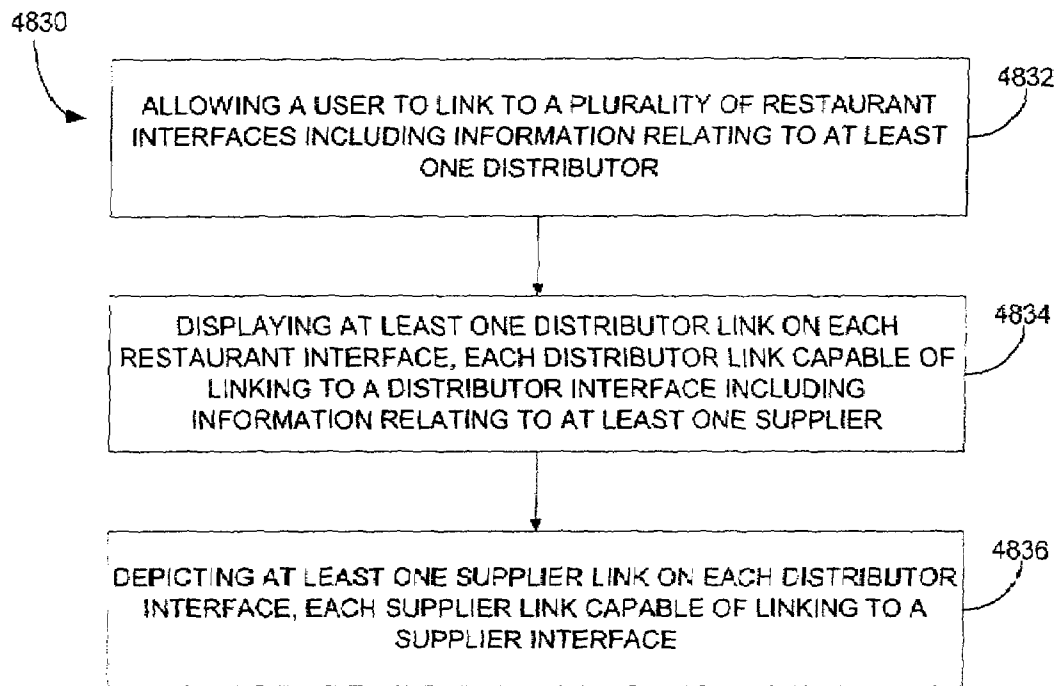 4830
4832
ALLOWING A USER TO LINK TO A PLURALITY OF RESTAURANT
INTERFACES INCLUDING INFORMATION RELATING TO AT LEAST
ONE DISTRIBUTOR
4834
DISPLAYING AT LEAST ONE DISTRIBUTOR LINK ON EACH
RESTAURANT INTERFACE, EACH DISTRIBUTOR LINK CAPABLE OF
LINKING TO A DISTRIBUTOR INTERFACE INCLUDING
INFORMATION RELATING TO AT LEAST ONE SUPPLIER
4836
DEPICTING AT LEAST ONE SUPPLIER LINK ON EACH DISTRIBUTOR
INTERFACE, EACH SUPPLIER LINK CAPABLE OF LINKING TO A
SUPPLIER INTERFACE